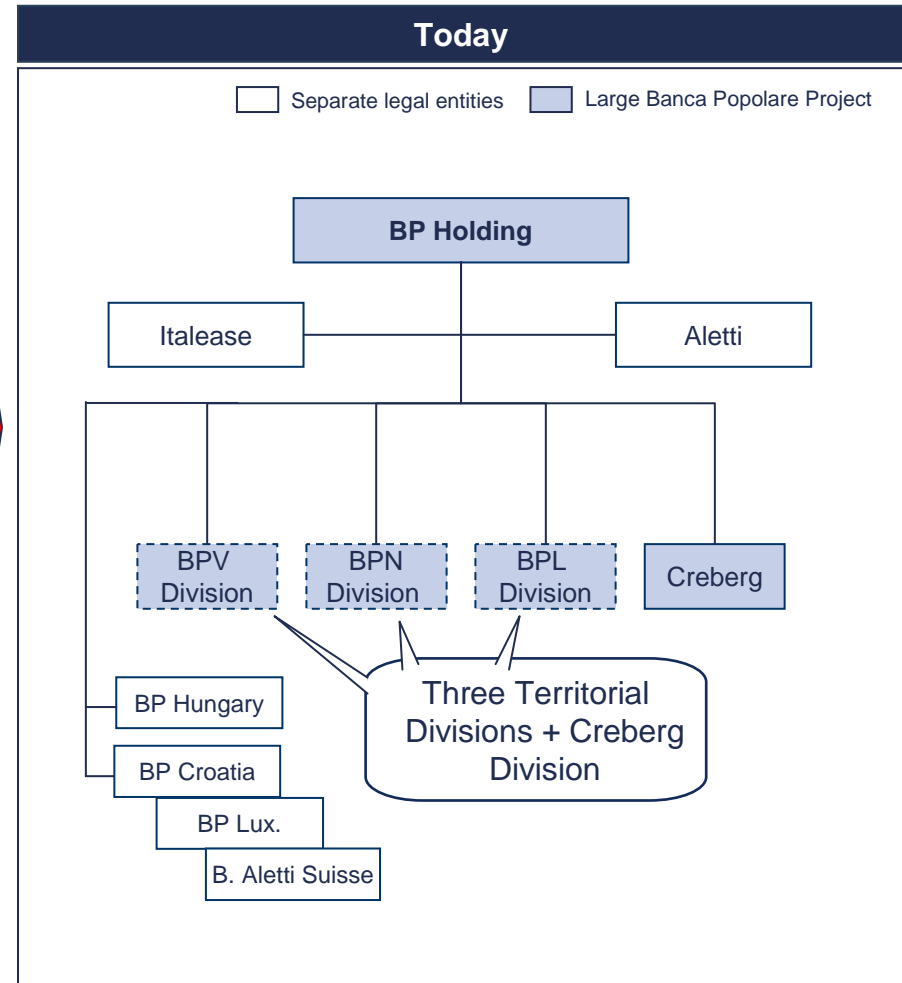 Today
Separate legal entities
Large Banca Popolare Project
BP Holding
Italease
Aletti
BPV
Division
BPN
Division
BPL
Division
Creberg
Three Territorial
Divisions + Creberg
Division
BP Hungary
BP Croatia
BP Lux.
B. Aletti Suisse